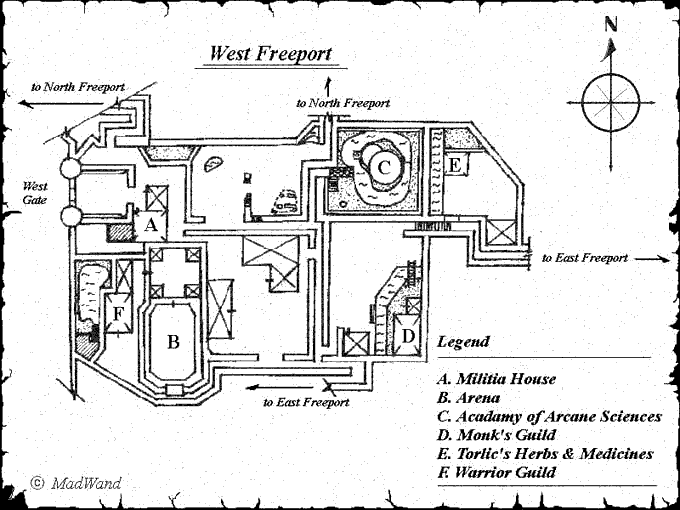 West Freeport
N
to North Freeport
to North Freeport
C
E
West
Gate
A
to East Freeport
F
B
D
Legend
to East Freeport
A. Militia House
B. Arena
C. Acadamy of Arcane Sciences
D. Monk's Guild
E. Torlic's Herbs & Medicines
F. Warrior Guild
© MadWand